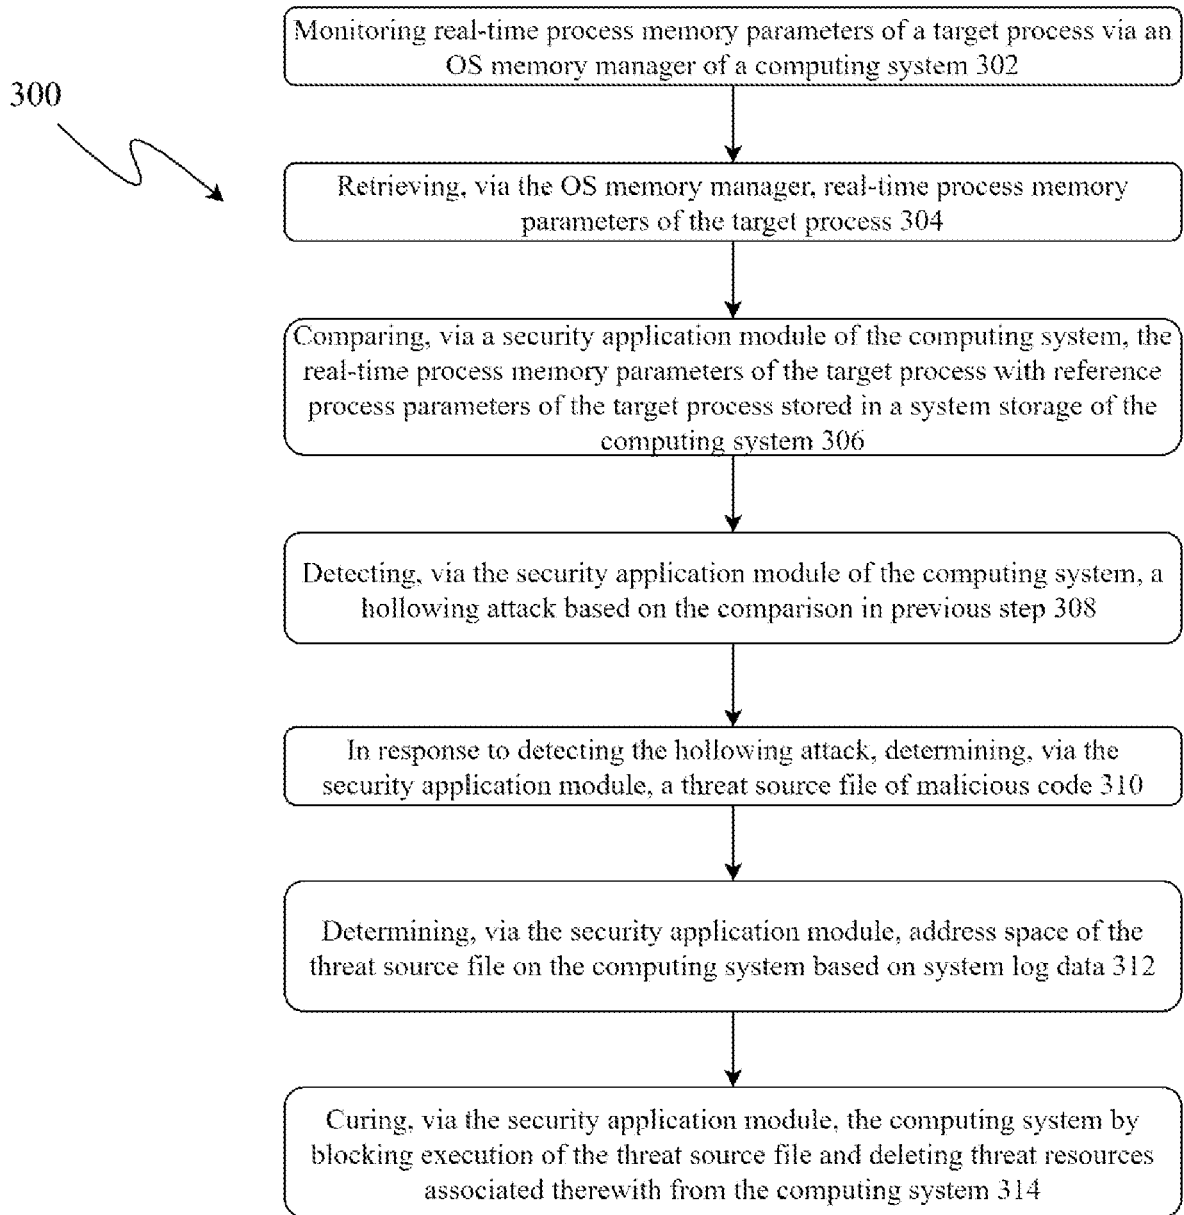 Monitoring real-time process memory parameters of a target process via an
OS memory manager of a computing system 302
300
Retrieving, via the OS memory manager, real-time process memory
parameters of the target process 304
Comparing, via a security application module of the computing system, the
real-time process memory parameters of the target process with reference
process parameters of the target process stored in a system storage of the
computing system 306
Detecting, via the security application module of the computing system, a
hollowing attack based on the comparison in previous step 308
In response to detecting the hollowing attack, determining, via the
security application module, a threat source file of malicious code 310
Determining, via the security application module, address space of the
threat source file on the computing system based on system log data 312
Curing, via the security application module, the computing system by
blocking execution of the threat source file and deleting threat resources
associated therewith from the computing system 314